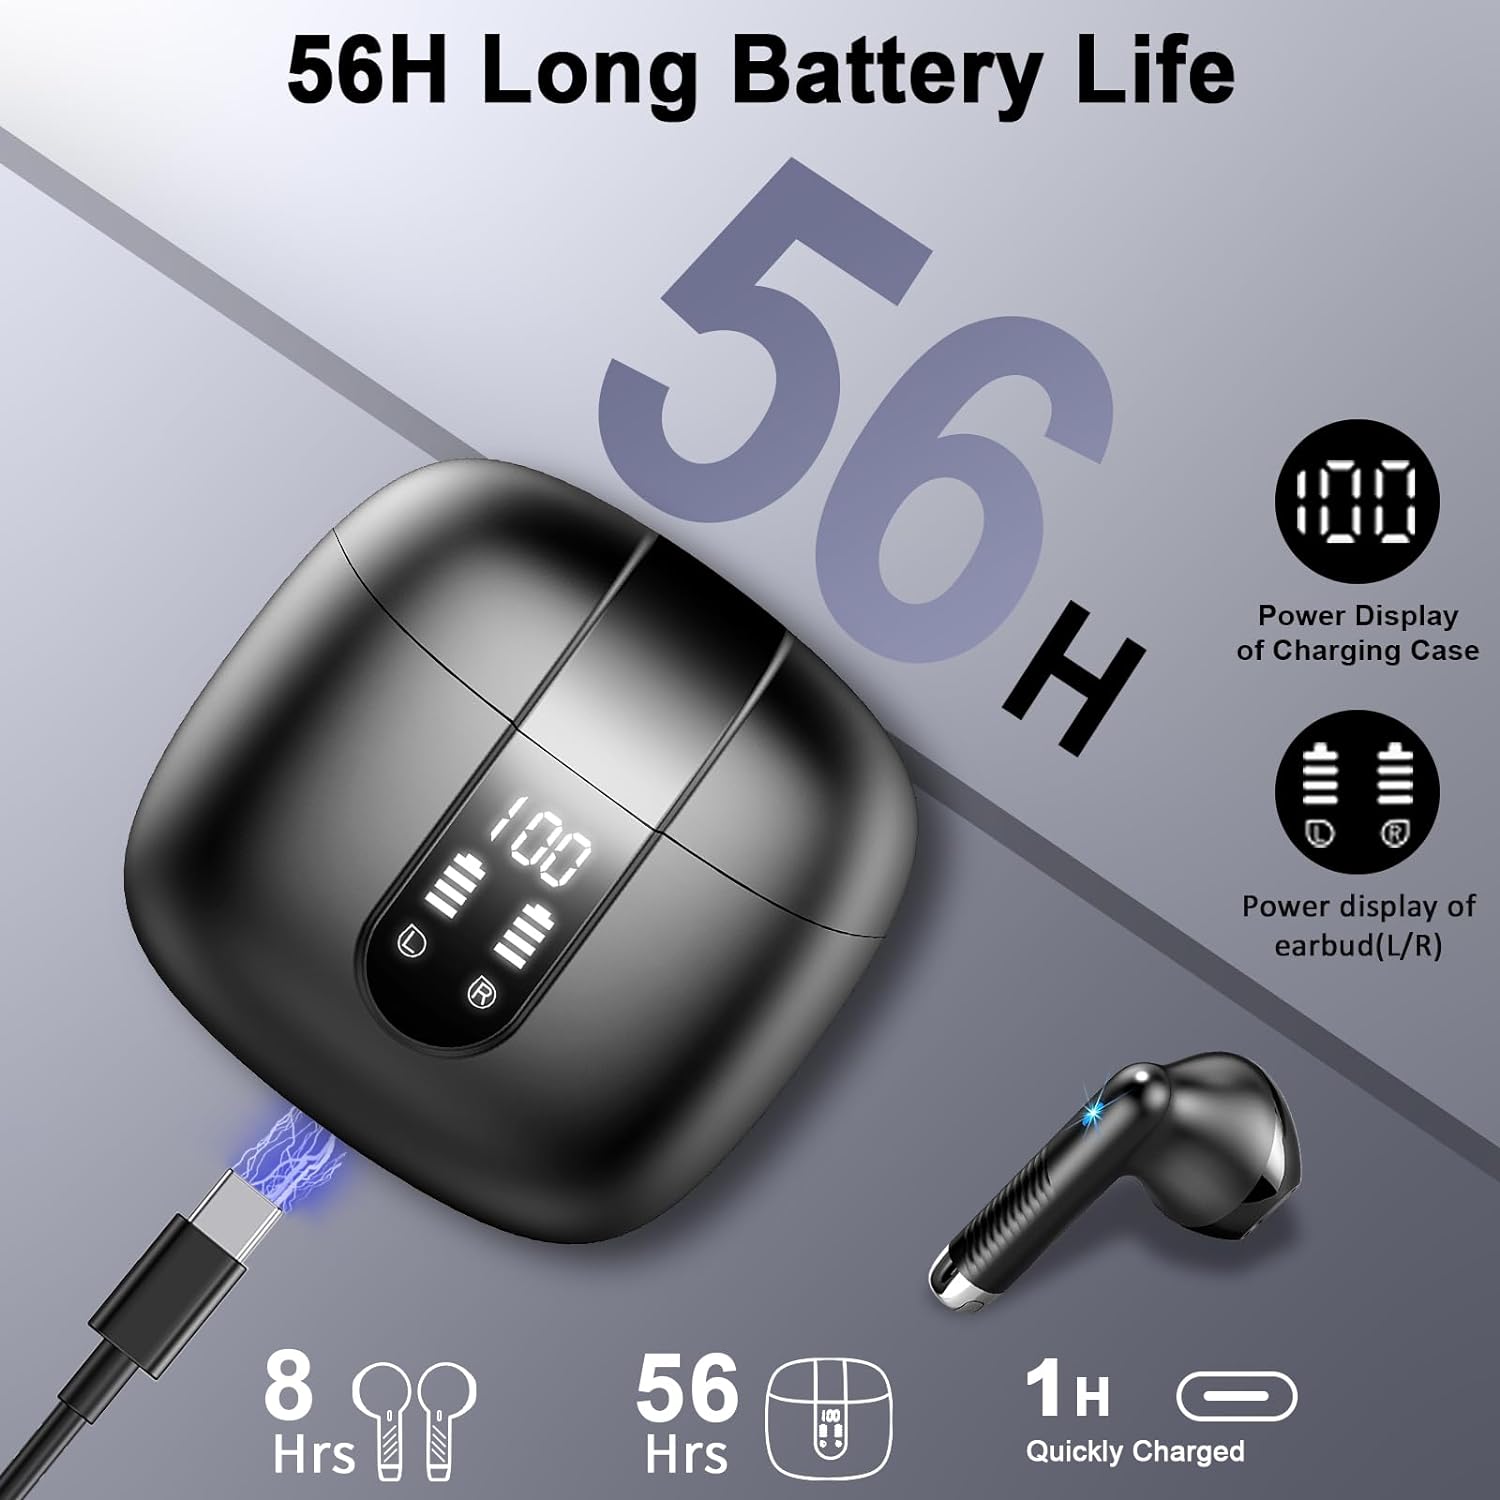 56H Long Battery Life
56 H
100
Power Display
of Charging Case
L R
Power display of
earbud(L/R)
100
L
R
8
Hrs
56
Hrs
100
1H
Quickly Charged